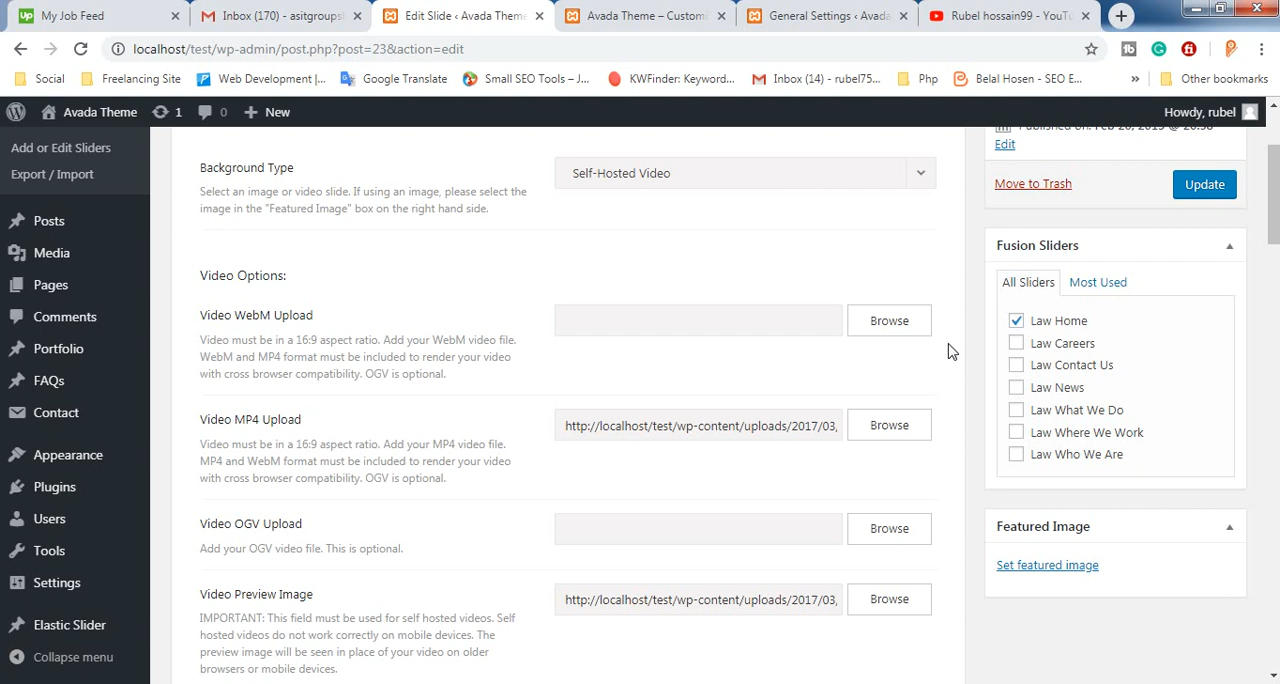 My Job Feed
Inbox (170) - asitgroupsl
Edit Slide ‹ Avada Theme
Avada Theme – Customi
General Settings ‹ Avada
Rubel hossain99 - YouTu
localhost/test/wp-admin/post.php?post=23&action=edit
Social
Freelancing Site
Web Development |...
Google Translate
Small SEO Tools – J...
KWFinder: Keywor...
Inbox (14) - rubel75...
Php
Belal Hosen - SEO E...
»
Other bookmarks
Avada Theme
1
0
New
Howdy, rubel
Add or Edit Sliders
Export / Import
Posts
Media
Pages
Comments
Portfolio
FAQs
Contact
Appearance
Plugins
Users
Tools
Settings
Elastic Slider
Collapse menu
Background Type
Select an image or video slide. If using an image, please select the
image in the "Featured Image" box on the right hand side.
Self-Hosted Video
Video Options:
Video WebM Upload
Video must be in a 16:9 aspect ratio. Add your WebM video file.
WebM and MP4 format must be included to render your video
with cross browser compatibility. OGV is optional.
Browse
Video MP4 Upload
Video must be in a 16:9 aspect ratio. Add your MP4 video file.
MP4 and WebM format must be included to render your video
with cross browser compatibility. OGV is optional.
http://localhost/test/wp-content/uploads/2017/03,
Browse
Video OGV Upload
Add your OGV video file. This is optional.
Browse
Video Preview Image
IMPORTANT: This field must be used for self hosted videos. Self
hosted videos do not work correctly on mobile devices. The
preview image will be seen in place of your video on older
browsers or mobile devices.
http://localhost/test/wp-content/uploads/2017/03,
Browse
Edit
Move to Trash
Update
Fusion Sliders
All Sliders
Most Used
Law Home
Law Careers
Law Contact Us
Law News
Law What We Do
Law Where We Work
Law Who We Are
Featured Image
Set featured image